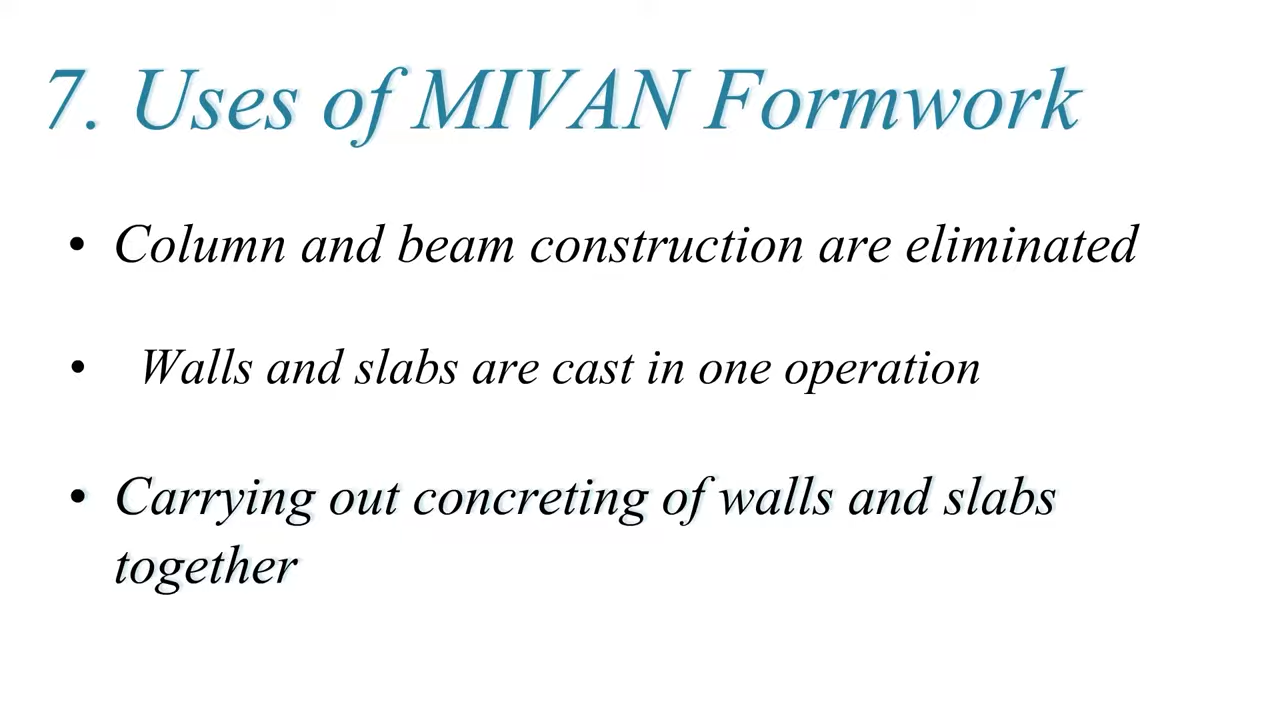 7. Uses of MIVAN Formwork
• Column and beam construction are eliminated
• Walls and slabs are cast in one operation
• Carrying out concreting of walls and slabs
together